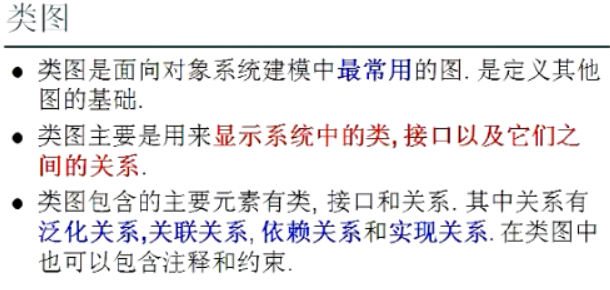 类图
● 类图是面向对象系统建模中最常用的图. 是定义其他
图的基础.
● 类图主要是用来显示系统中的类, 接口以及它们之
间的关系.
● 类图包含的主要元素有类, 接口和关系. 其中关系有
泛化关系,关联关系, 依赖关系和实现关系. 在类图中
也可以包含注释和约束.